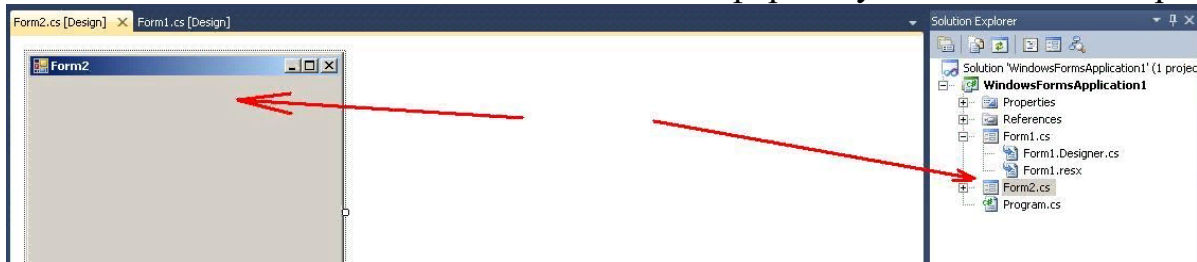 Form2.cs [Design] Form1.cs [Design]
Form2
Solution Explorer
Solution 'WindowsFormsApplication1' (1 projec
WindowsFormsApplication1
Properties
References
Form1.cs
Form1.Designer.cs
Form1.resx
Form2.cs
Program.cs